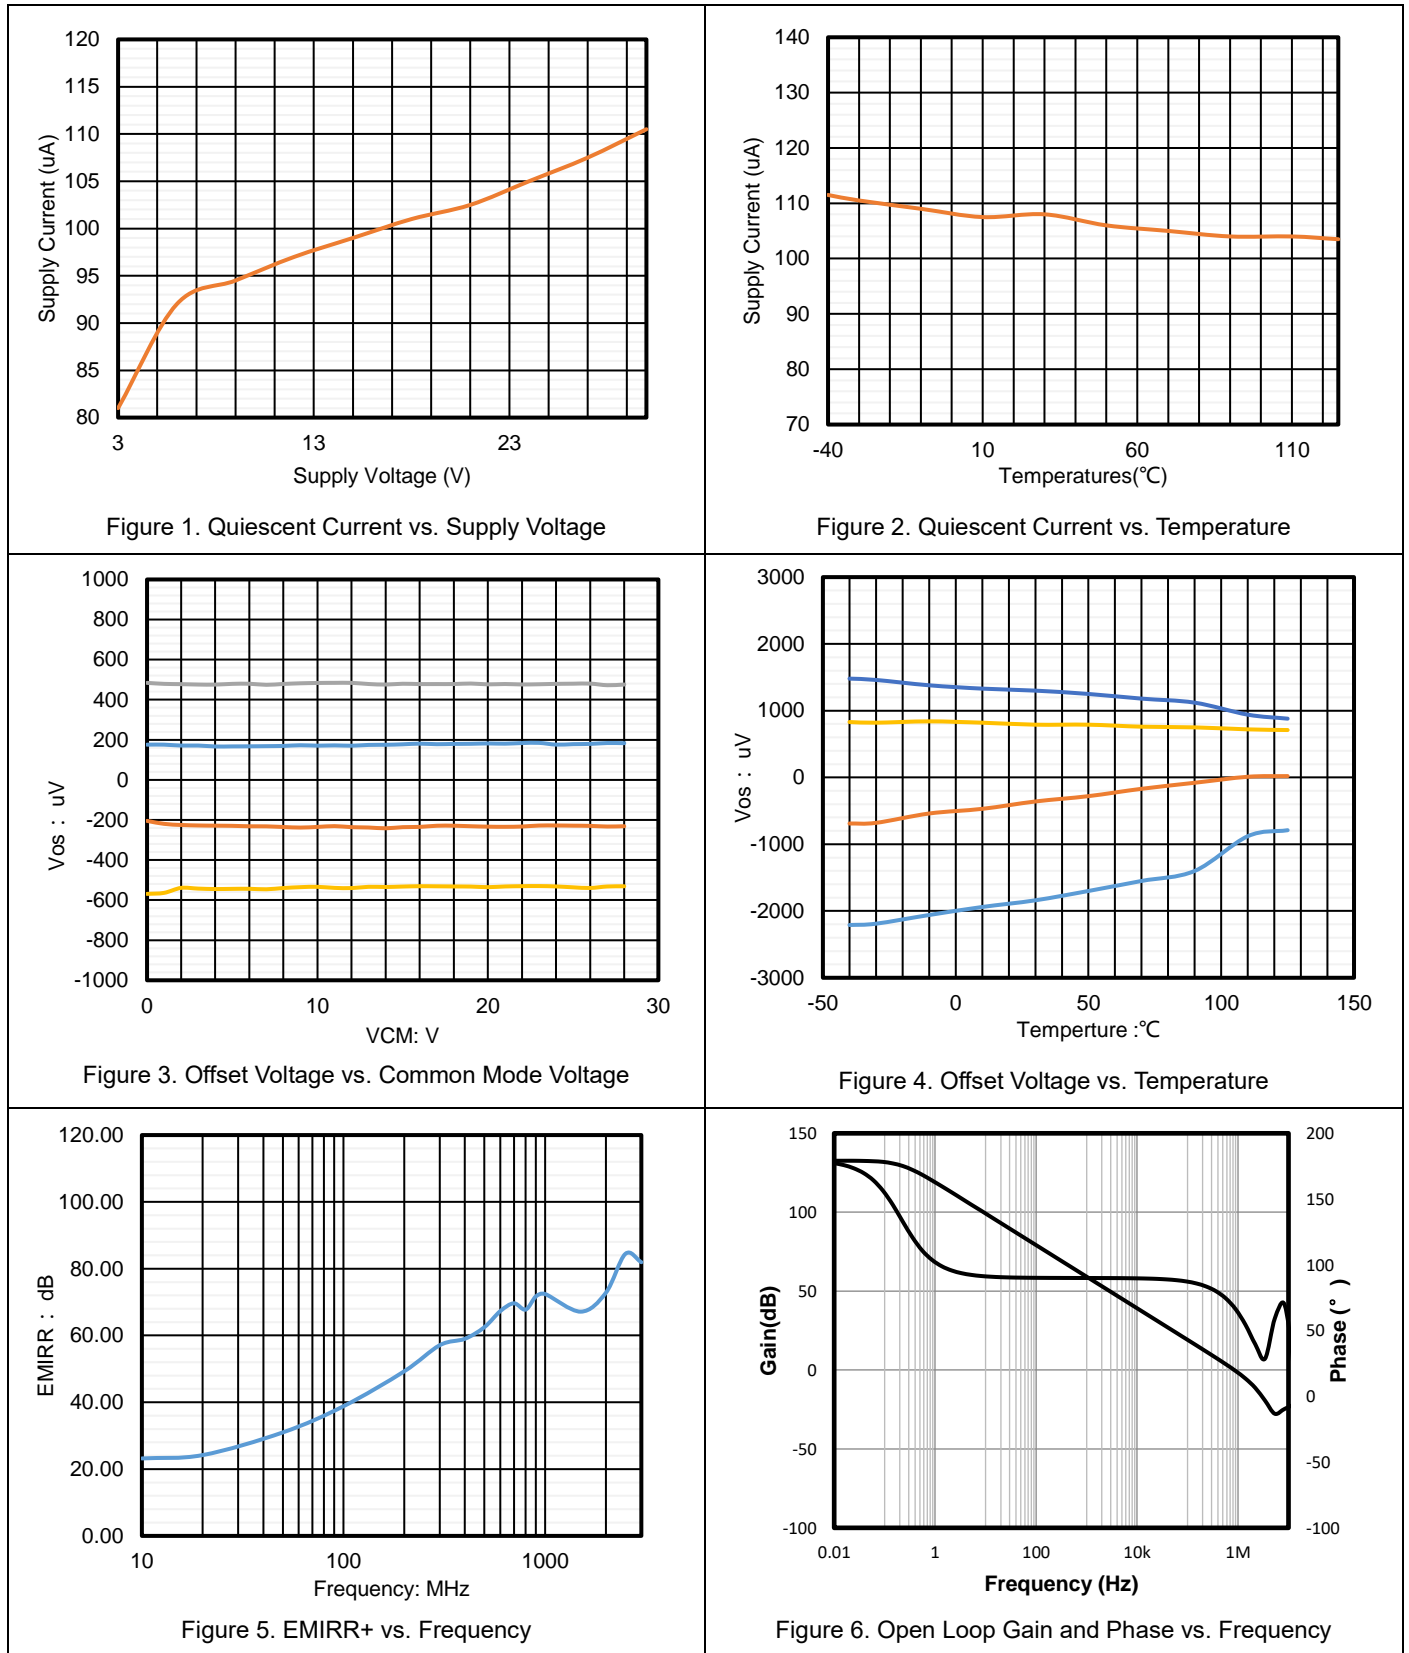 120
115
110
105
100
95
90
85
80
Supply Current (uA)
3 13 23
Supply Voltage (V)
Figure 1. Quiescent Current vs. Supply Voltage
140
130
120
110
100
90
80
70
Supply Current (uA)
-40 10 60 110
Temperatures(℃)
Figure 2. Quiescent Current vs. Temperature
1000
800
600
400
200
0
-200
-400
-600
-800
-1000
Vos : uV
0 10 20 30
VCM: V
Figure 3. Offset Voltage vs. Common Mode Voltage
3000
2000
1000
0
-1000
-2000
-3000
Vos : uV
-50 0 50 100 150
Temperture :℃
Figure 4. Offset Voltage vs. Temperature
120.00
100.00
80.00
60.00
40.00
20.00
0.00
EMIRR : dB
10 100 1000
Frequency: MHz
Figure 5. EMIRR+ vs. Frequency
150
100
50
0
-50
-100
Gain(dB)
200
150
100
50
0
-50
-100
Phase (° )
0.01 1 100 10k 1M
Frequency (Hz)
Figure 6. Open Loop Gain and Phase vs. Frequency